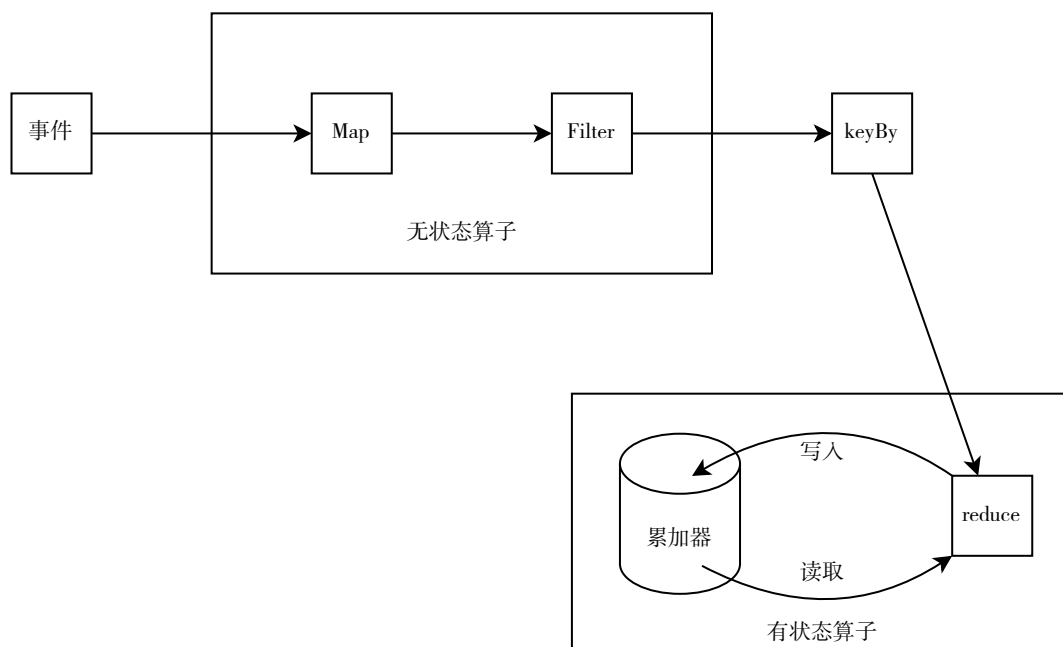 事件
Map
Filter
keyBy
无状态算子
写入
reduce
累加器
读取
有状态算子